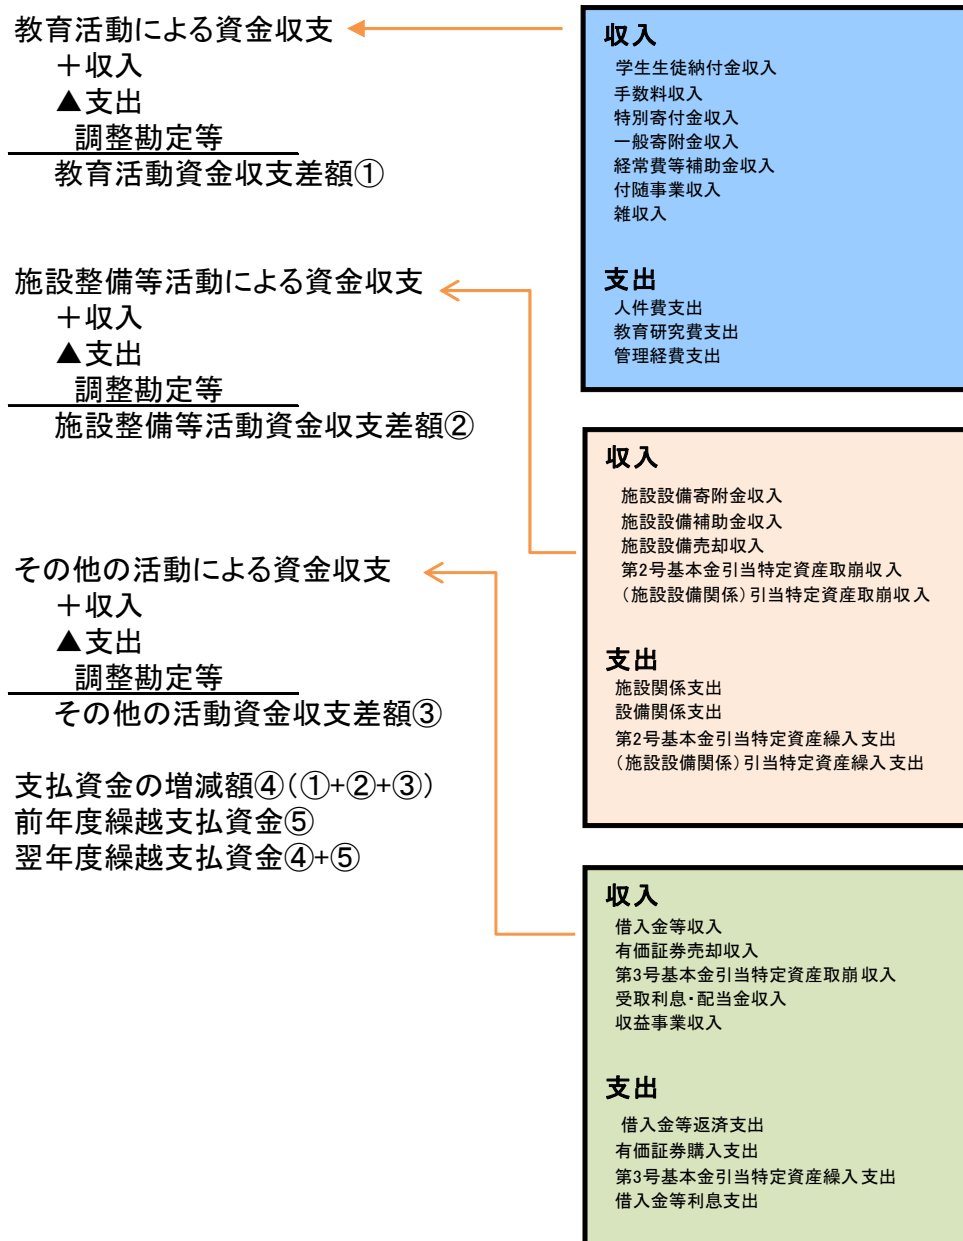 教育活動による資金収支
＋収入
▲支出
調整勘定等
教育活動資金収支差額①
施設整備等活動による資金収支
＋収入
▲支出
調整勘定等
施設整備等活動資金収支差額②
その他の活動による資金収支
＋収入
▲支出
調整勘定等
その他の活動資金収支差額③
支払資金の増減額④(①+②+③)
前年度繰越支払資金⑤
翌年度繰越支払資金④+⑤
収入
学生生徒納付金収入
手数料収入
特別寄付金収入
一般寄附金収入
経常費等補助金収入
付随事業収入
雑収入
支出
人件費支出
教育研究費支出
管理経費支出
収入
施設設備寄附金収入
施設設備補助金収入
施設設備売却収入
第2号基本金引当特定資産取崩収入
(施設設備関係)引当特定資産取崩収入
支出
施設関係支出
設備関係支出
第2号基本金引当特定資産繰入支出
(施設設備関係)引当特定資産繰入支出
収入
借入金等収入
有価証券売却収入
第3号基本金引当特定資産取崩収入
受取利息・配当金収入
収益事業収入
支出
借入金等返済支出
有価証券購入支出
第3号基本金引当特定資産繰入支出
借入金等利息支出